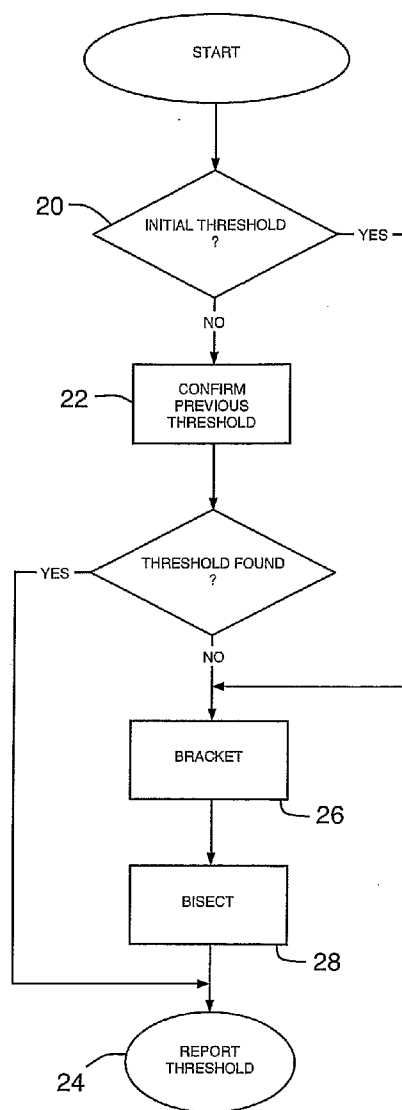 START
20
INITIAL THRESHOLD
?
YES
NO
22
CONFIRM
PREVIOUS
THRESHOLD
YES
THRESHOLD FOUND
?
NO
BRACKET
26
BISECT
28
REPORT
THRESHOLD
24